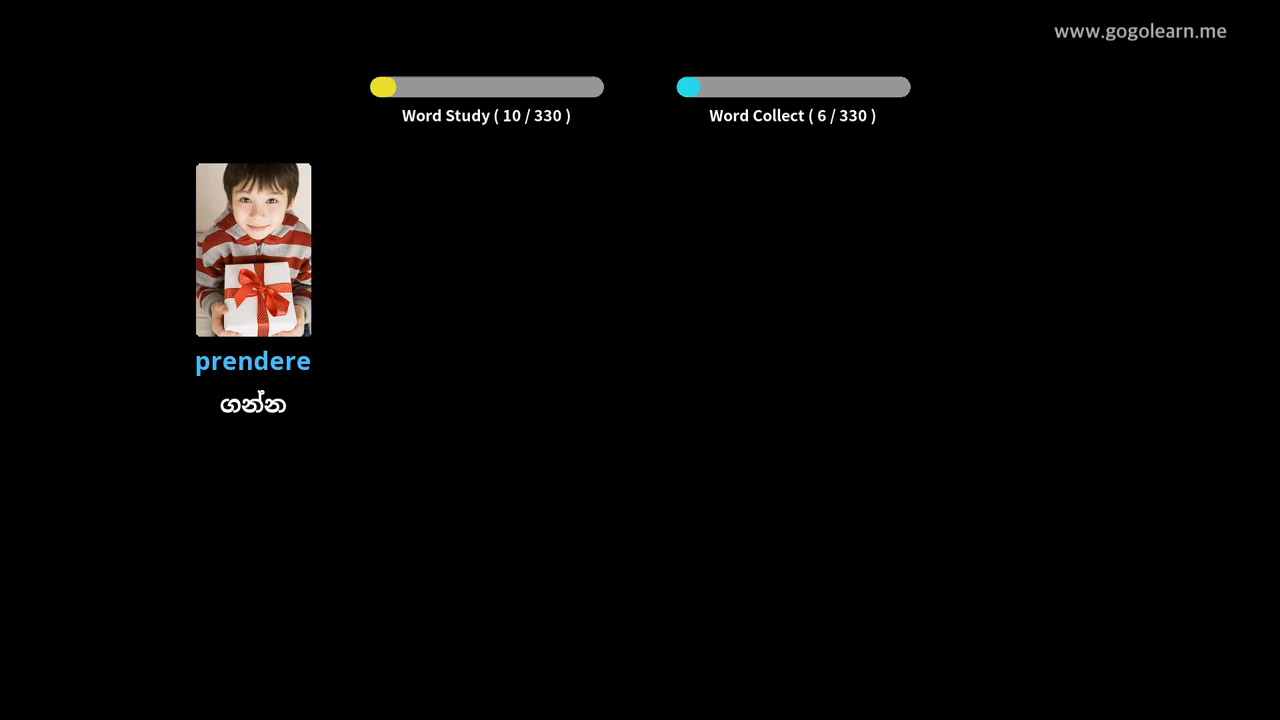 www.gogolearn.me
Word Study ( 10 / 330 )
Word Collect ( 6 / 330 )
prendere
ගන්න